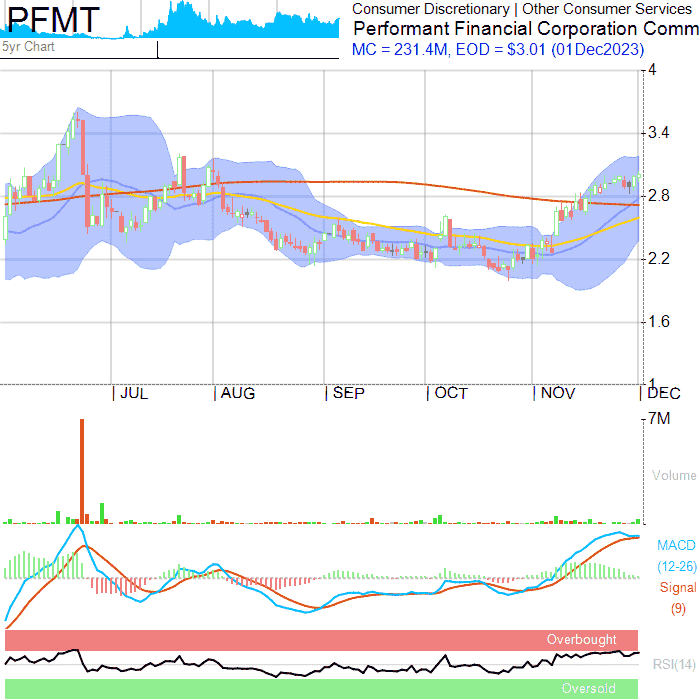 PFMT
5yr Chart
Consumer Discretionary | Other Consumer Services
Performant Financial Corporation Comm
MC = 231.4M, EOD = $3.01 (01Dec2023)
4
3.4
2.8
2.2
1.6
1
JUL AUG SEP OCT NOV DEC
7M
Volume
MACD
(12-26)
Signal
(9)
Overbought
RSI(14)
Oversold